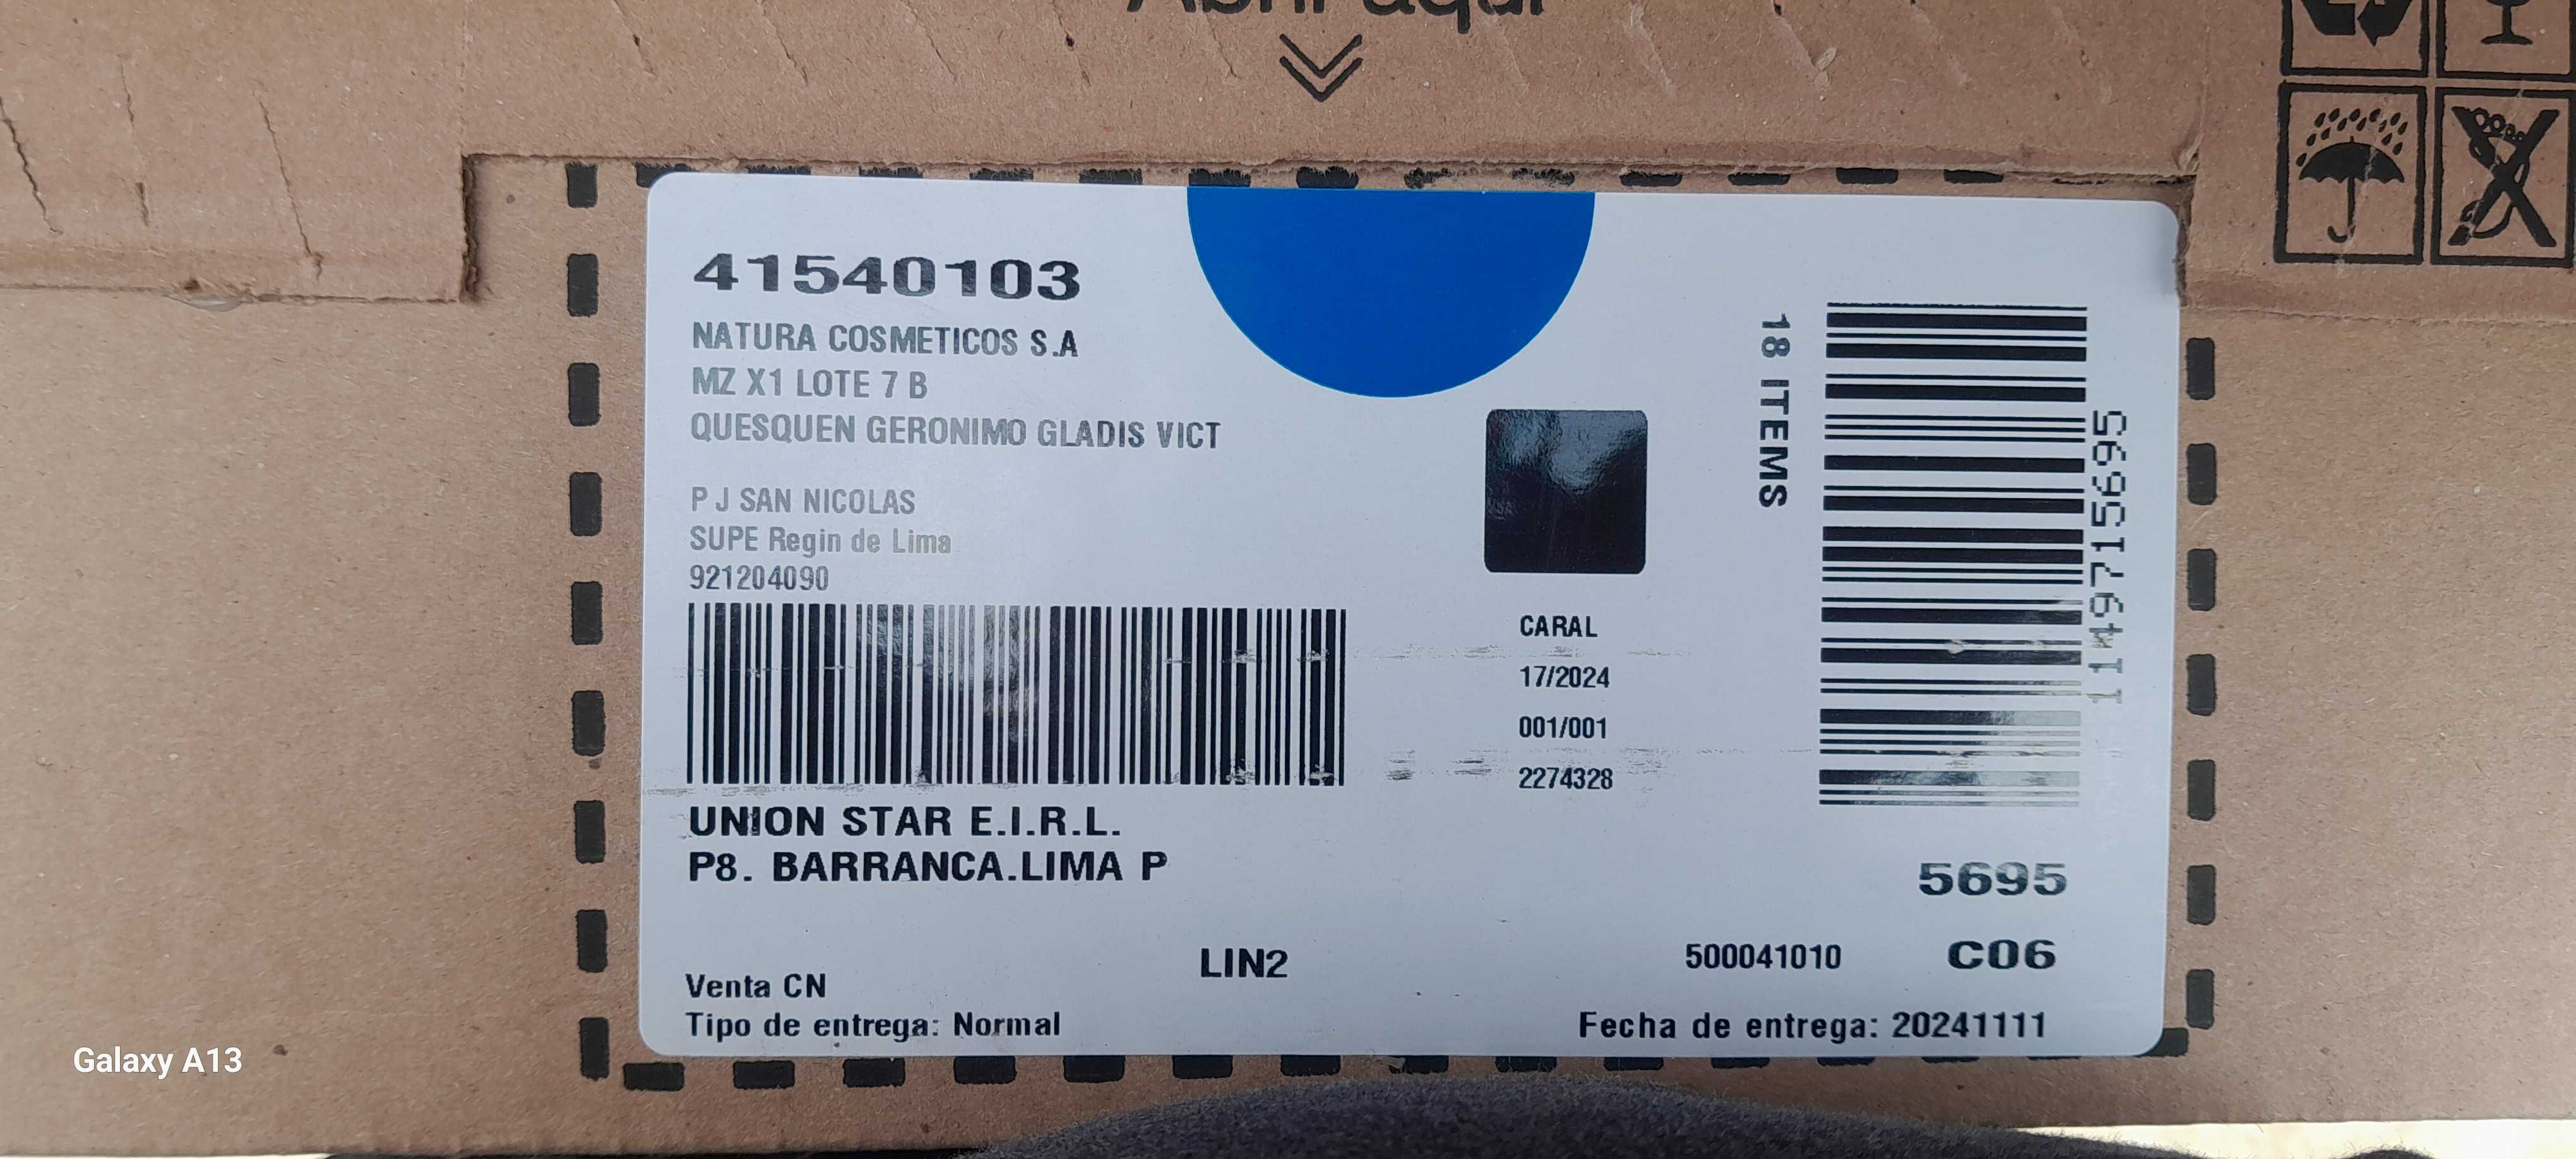 Abrir aquí
41540103
NATURA COSMETICOS S.A
MZ X1 LOTE 7 B
QUESQUEN GERONIMO GLADIS VICT
P J SAN NICOLAS
SUPE Regin de Lima
921204090
UNION STAR E.I.R.L.
P8. BARRANCA.LIMA P
Venta CN
Tipo de entrega: Normal
LIN2
CARAL
17/2024
001/001
2274328
18 ITEMS
1149715695
5695
500041010 C06
Fecha de entrega: 20241111
Galaxy A13